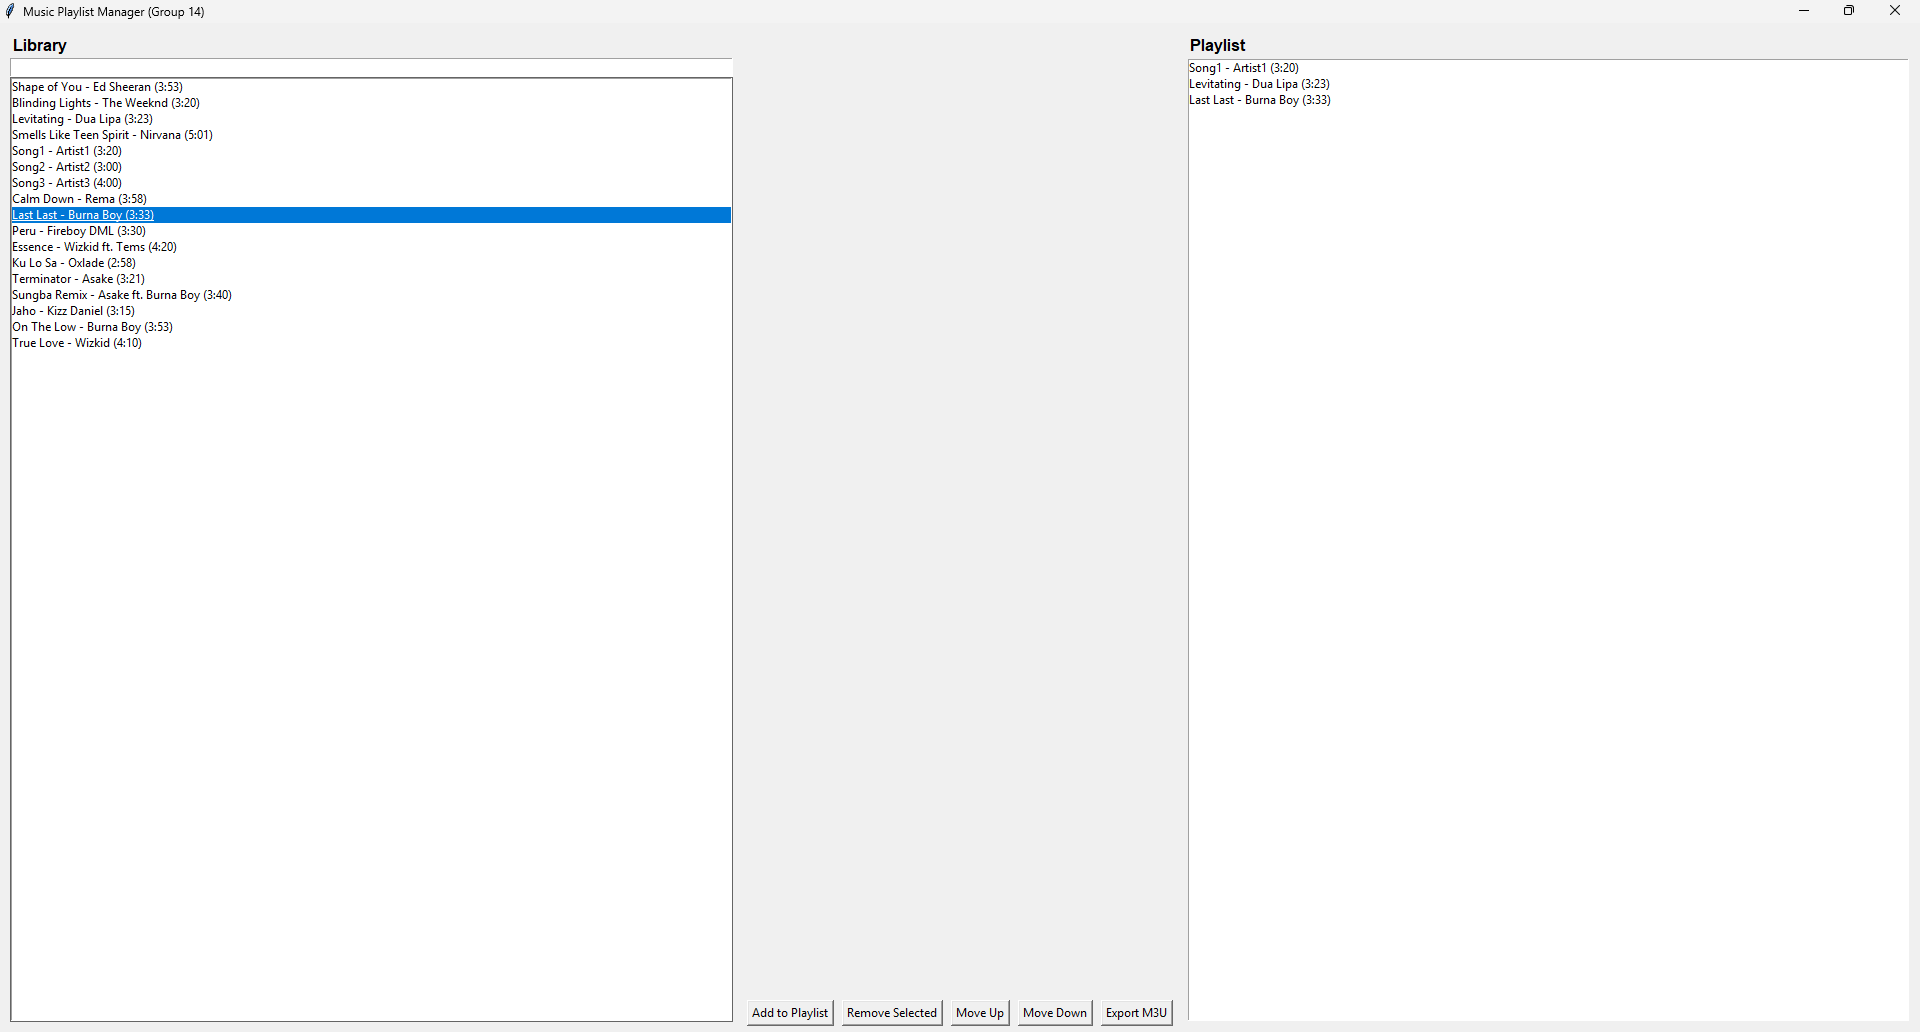 Music Playlist Manager (Group 14)
Library
Shape of You - Ed Sheeran (3:53)
Blinding Lights - The Weeknd (3:20)
Levitating - Dua Lipa (3:23)
Smells Like Teen Spirit - Nirvana (5:01)
Song1 - Artist1 (3:20)
Song2 - Artist2 (3:00)
Song3 - Artist3 (4:00)
Calm Down - Rema (3:58)
Last Last - Burna Boy (3:33)
Peru - Fireboy DML (3:30)
Essence - Wizkid ft. Tems (4:20)
Ku Lo Sa - Oxlade (2:58)
Terminator - Asake (3:21)
Sungba Remix - Asake ft. Burna Boy (3:40)
Jaho - Kizz Daniel (3:15)
On The Low - Burna Boy (3:53)
True Love - Wizkid (4:10)
Add to Playlist
Remove Selected
Move Up
Move Down
Export M3U
Playlist
Song1 - Artist1 (3:20)
Levitating - Dua Lipa (3:23)
Last Last - Burna Boy (3:33)